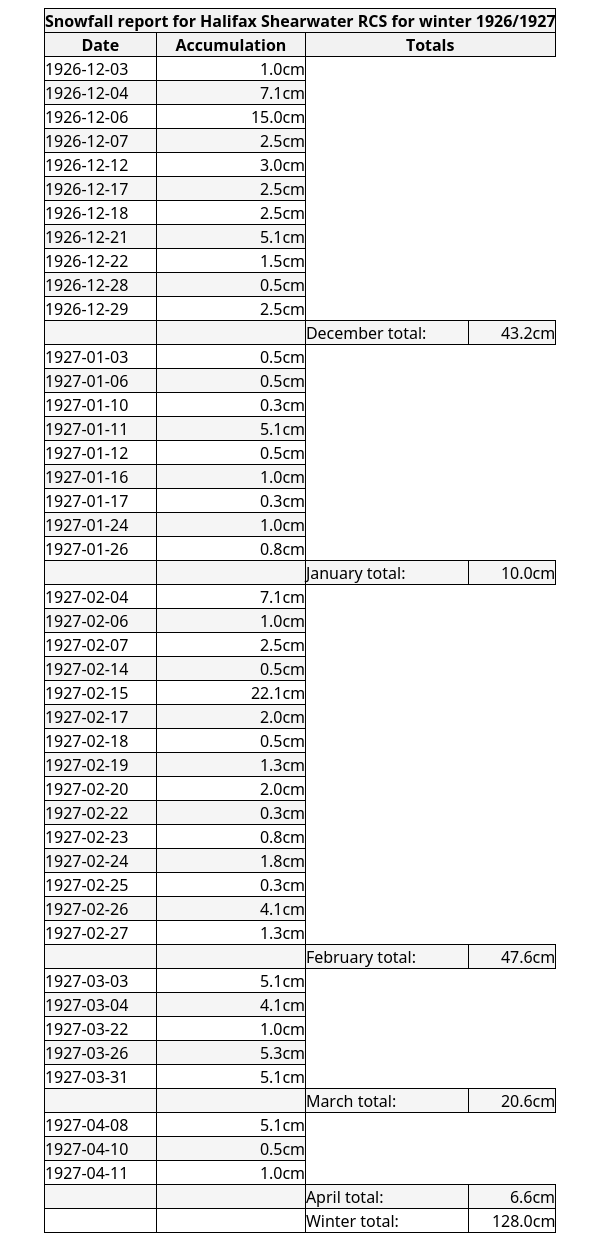 Snowfall report for Halifax Shearwater RCS for winter 1926/1927
Date Accumulation Totals
1926-12-03 1.0cm
1926-12-04 7.1cm
1926-12-06 15.0cm
1926-12-07 2.5cm
1926-12-12 3.0cm
1926-12-17 2.5cm
1926-12-18 2.5cm
1926-12-21 5.1cm
1926-12-22 1.5cm
1926-12-28 0.5cm
1926-12-29 2.5cm
December total: 43.2cm
1927-01-03 0.5cm
1927-01-06 0.5cm
1927-01-10 0.3cm
1927-01-11 5.1cm
1927-01-12 0.5cm
1927-01-16 1.0cm
1927-01-17 0.3cm
1927-01-24 1.0cm
1927-01-26 0.8cm
January total: 10.0cm
1927-02-04 7.1cm
1927-02-06 1.0cm
1927-02-07 2.5cm
1927-02-14 0.5cm
1927-02-15 22.1cm
1927-02-17 2.0cm
1927-02-18 0.5cm
1927-02-19 1.3cm
1927-02-20 2.0cm
1927-02-22 0.3cm
1927-02-23 0.8cm
1927-02-24 1.8cm
1927-02-25 0.3cm
1927-02-26 4.1cm
1927-02-27 1.3cm
February total: 47.6cm
1927-03-03 5.1cm
1927-03-04 4.1cm
1927-03-22 1.0cm
1927-03-26 5.3cm
1927-03-31 5.1cm
March total: 20.6cm
1927-04-08 5.1cm
1927-04-10 0.5cm
1927-04-11 1.0cm
April total: 6.6cm
Winter total: 128.0cm